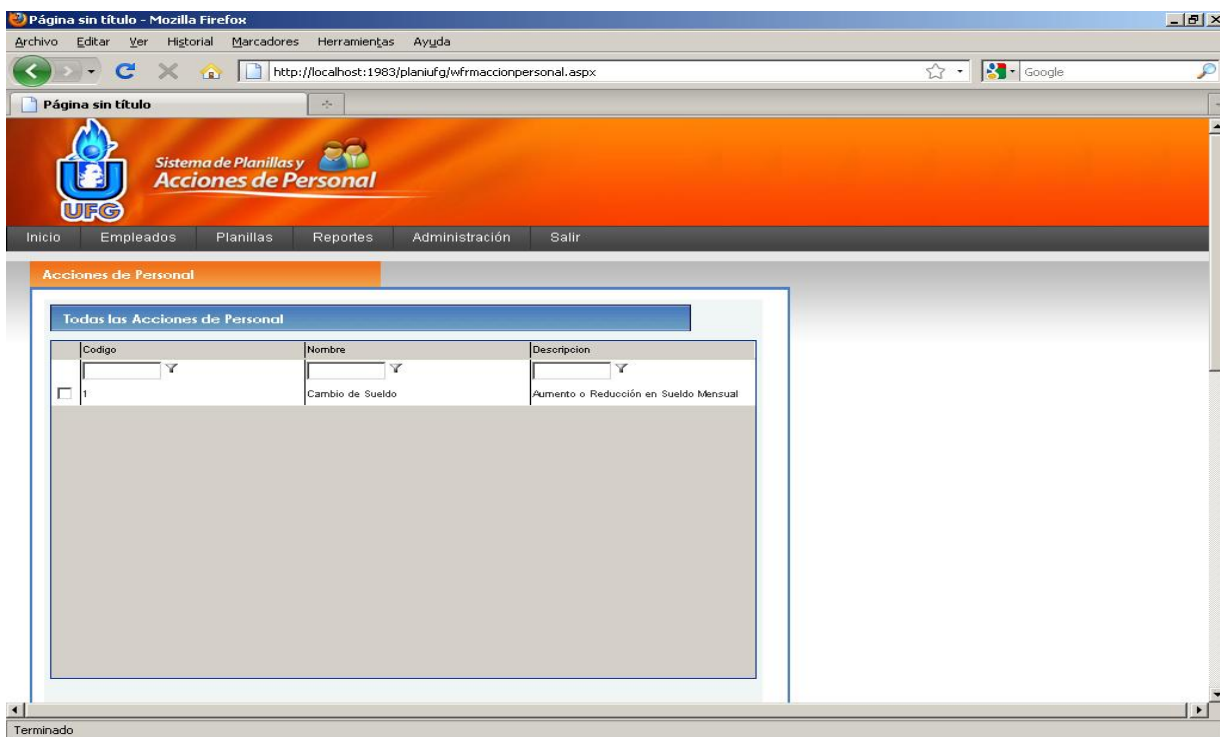 Página sin título - Mozilla Firefox
Archivo Editar Ver Historial Marcadores Herramientas Ayuda
http://localhost:1983/planiufg/wfrmaccionpersonal.aspx
Google
Página sin título
Sistema de Planillas y
Acciones de Personal
UFG
Inicio Empleados Planillas Reportes Administración Salir
Acciones de Personal
Todas las Acciones de Personal
Codigo Nombre Descripcion
1 Cambio de Sueldo Aumento o Reducción en Sueldo Mensual
Terminado